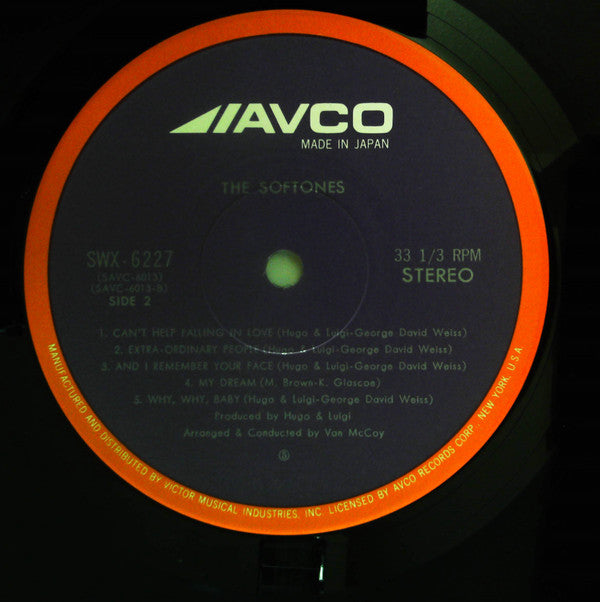 AVCO
MADE IN JAPAN
THE SOFTONES
SWX-6227
(SAVC-6013)
(SAVC-6013-B)
SIDE 2
33 1/3 RPM
STEREO
1. CAN'T HELP FALLING IN LOVE (Hugo & Luigi-George David Weiss)
2. EXTRA-ORDINARY PEOPLE (Hugo & Luigi-George David Weiss)
3. AND I REMEMBER YOUR FACE (Hugo & Luigi-George David Weiss)
4. MY DREAM (M. Brown-K. Glascoe)
5. WHY, WHY, BABY (Hugo & Luigi-George David Weiss)
Produced by Hugo & Luigi
Arranged & Conducted by Van McCoy
MANUFACTURED AND DISTRIBUTED BY VICTOR MUSICAL INDUSTRIES, INC. LICENSED BY AVCO RECORDS CORP., NEW YORK, U.S.A.